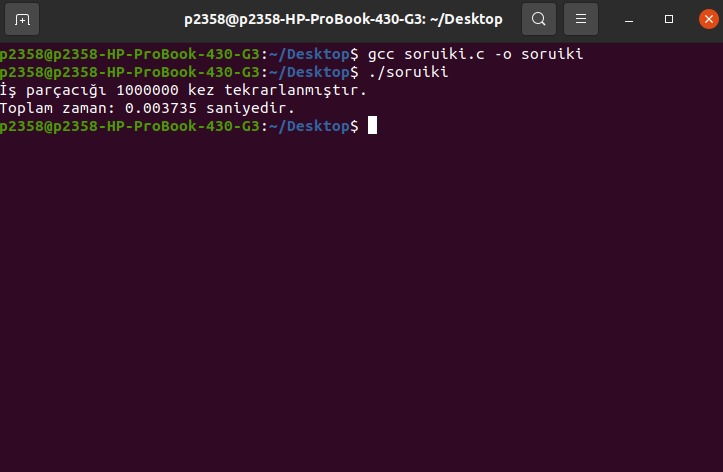 p2358@p2358-HP-ProBook-430-G3: ~/Desktop
p2358@p2358-HP-ProBook-430-G3:~/Desktop$ gcc soruiki.c -o soruiki
p2358@p2358-HP-ProBook-430-G3:~/Desktop$ ./soruiki
İş parçacığı 1000000 kez tekrarlanmıştır.
Toplam zaman: 0.003735 saniyedir.
p2358@p2358-HP-ProBook-430-G3:~/Desktop$